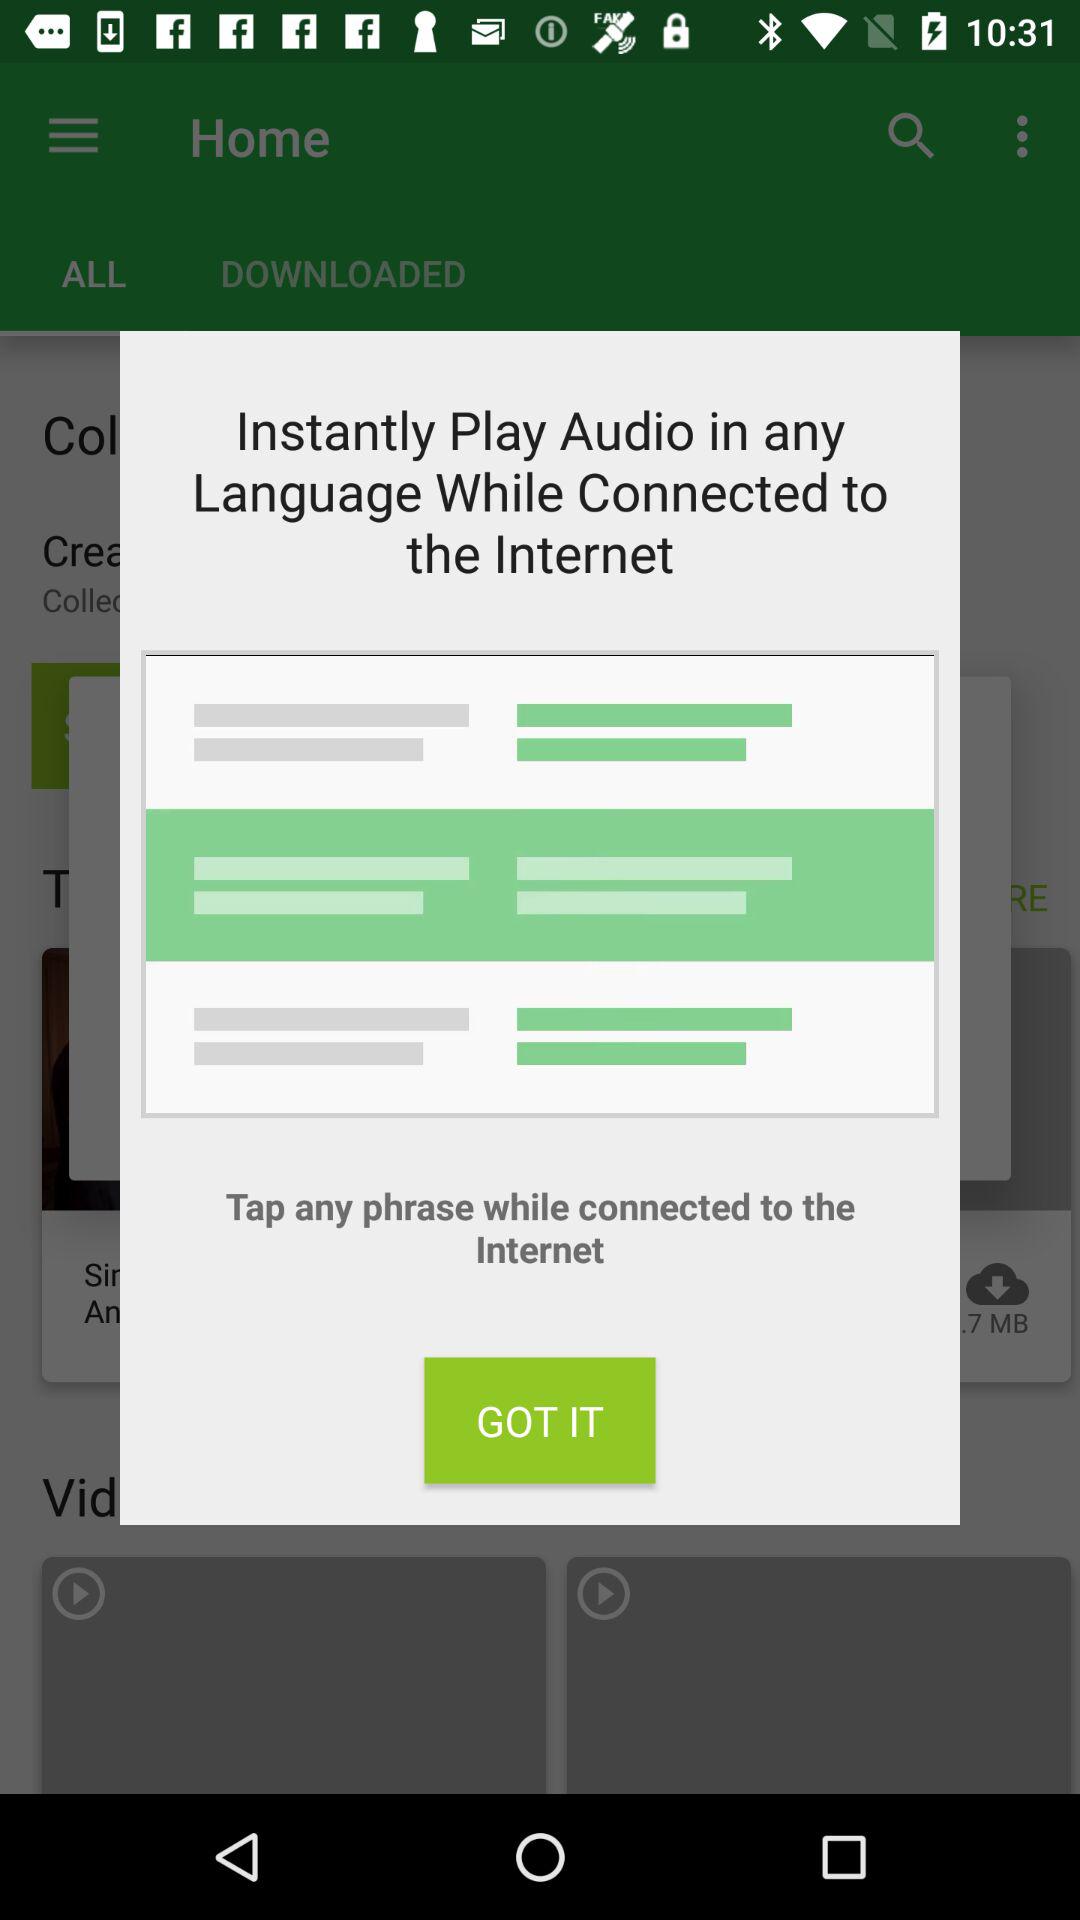 FAKE
10:31
Home
ALL DOWNLOADED
Col
Instantly Play Audio in any
Language While Connected to
the Internet
Crea
Collec
T
RE
Tap any phrase while connected to the
Internet
Sin
An
.7 MB
GOT IT
Vid